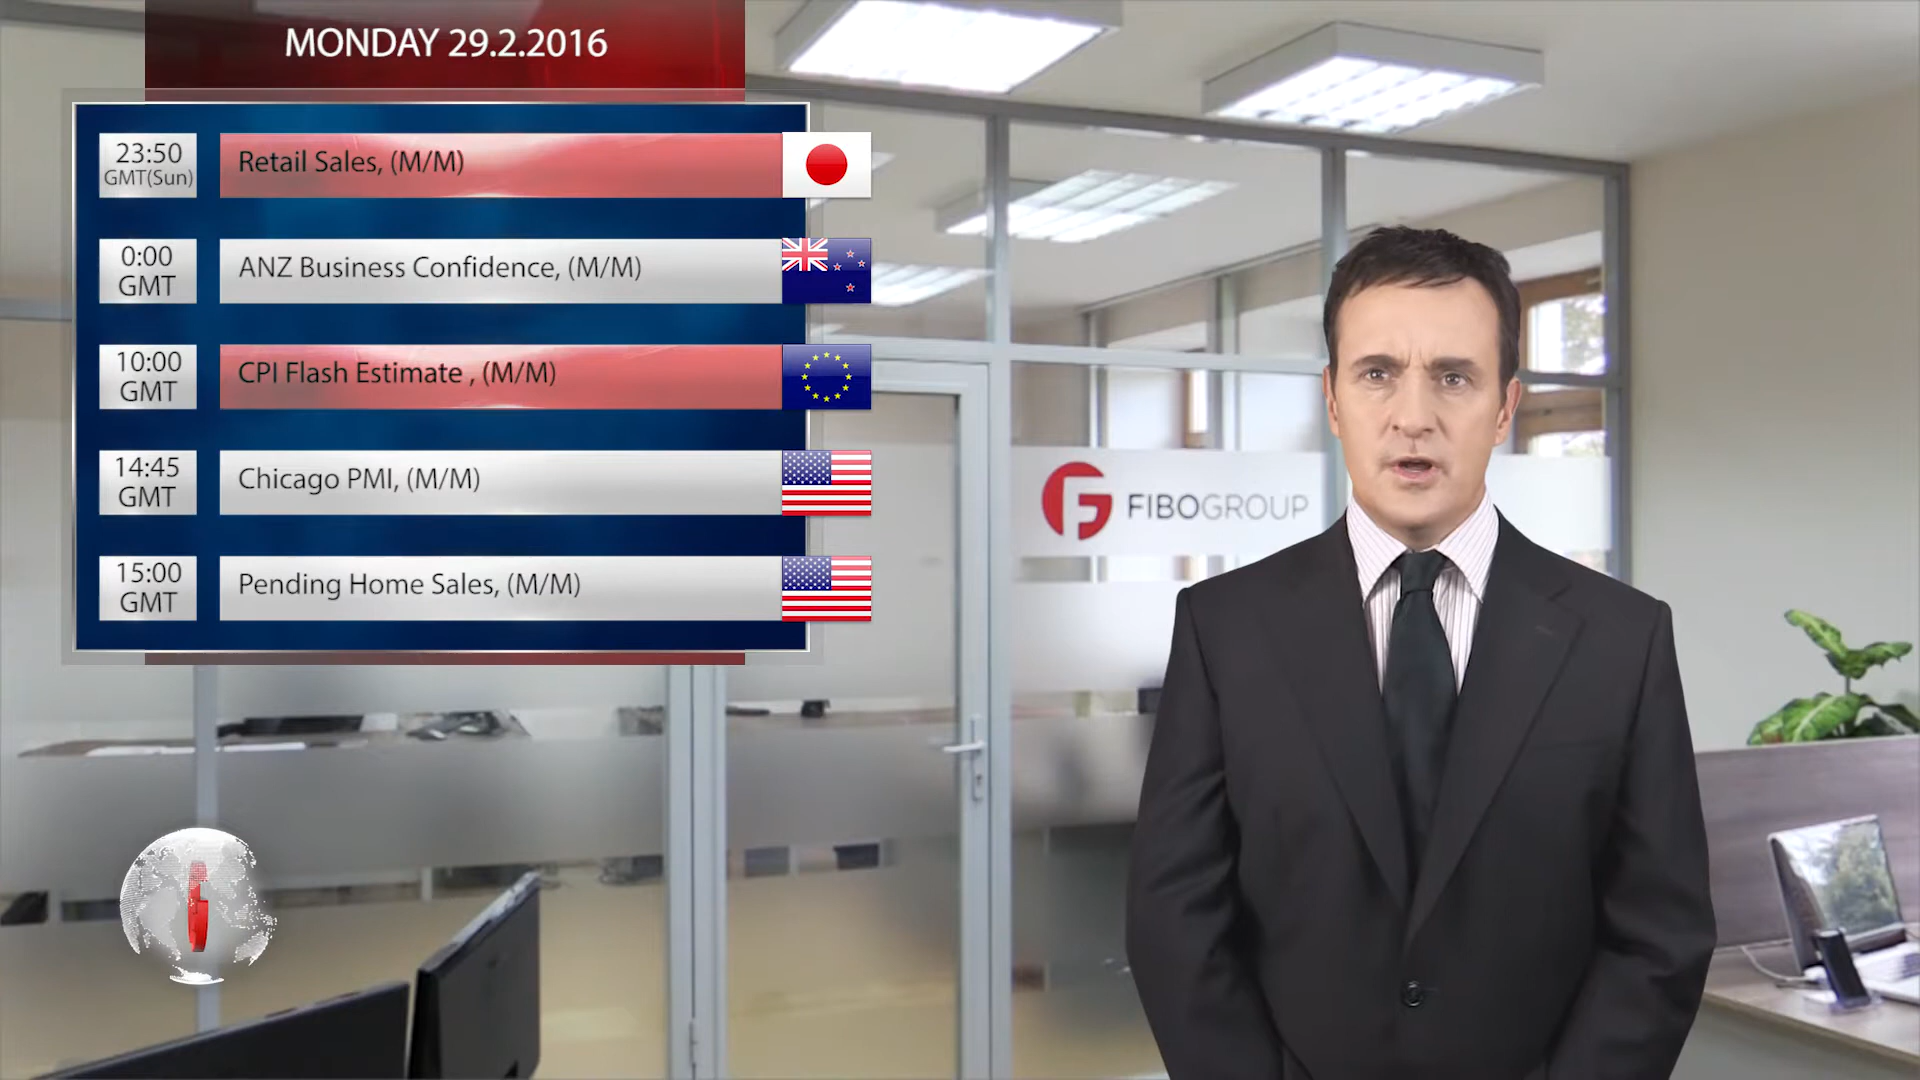 MONDAY 29.2.2016
23:50
GMT(Sun)
Retail Sales, (M/M)
0:00
GMT
ANZ Business Confidence, (M/M)
10:00
GMT
CPI Flash Estimate , (M/M)
14:45
GMT
Chicago PMI, (M/M)
15:00
GMT
Pending Home Sales, (M/M)
FIBOGROUP